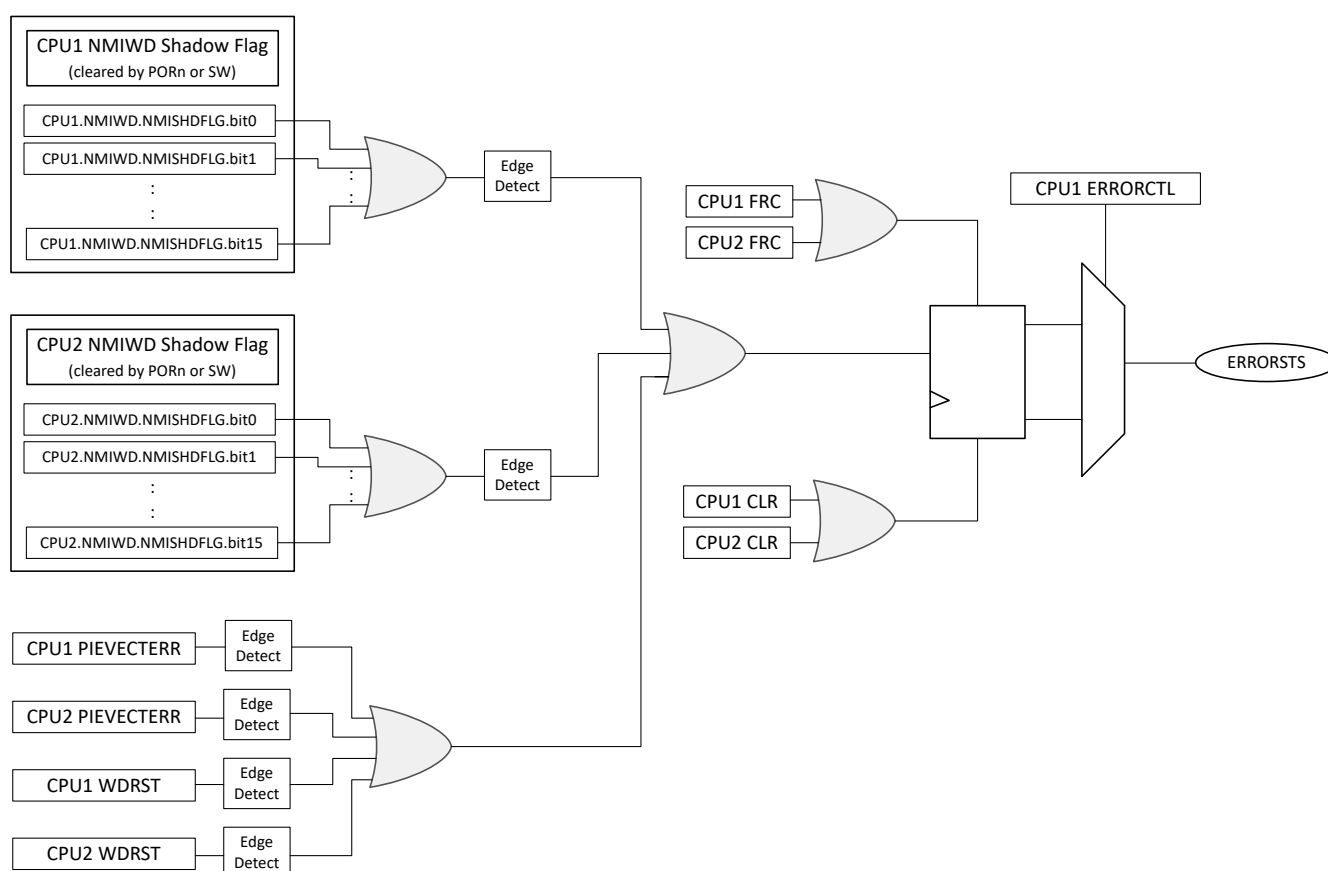 CPU1 NMIWD Shadow Flag
(cleared by PORn or SW)
CPU1.NMIWD.NMISHDFLG.bit0
CPU1.NMIWD.NMISHDFLG.bit1
:
:
CPU1.NMIWD.NMISHDFLG.bit15
:
:
Edge
Detect
CPU2 NMIWD Shadow Flag
(cleared by PORn or SW)
CPU2.NMIWD.NMISHDFLG.bit0
CPU2.NMIWD.NMISHDFLG.bit1
:
:
CPU2.NMIWD.NMISHDFLG.bit15
:
:
Edge
Detect
CPU1 PIEVECTERR
Edge
Detect
CPU2 PIEVECTERR
Edge
Detect
CPU1 WDRST
Edge
Detect
CPU2 WDRST
Edge
Detect
CPU1 FRC
CPU2 FRC
CPU1 CLR
CPU2 CLR
CPU1 ERRORCTL
ERRORSTS